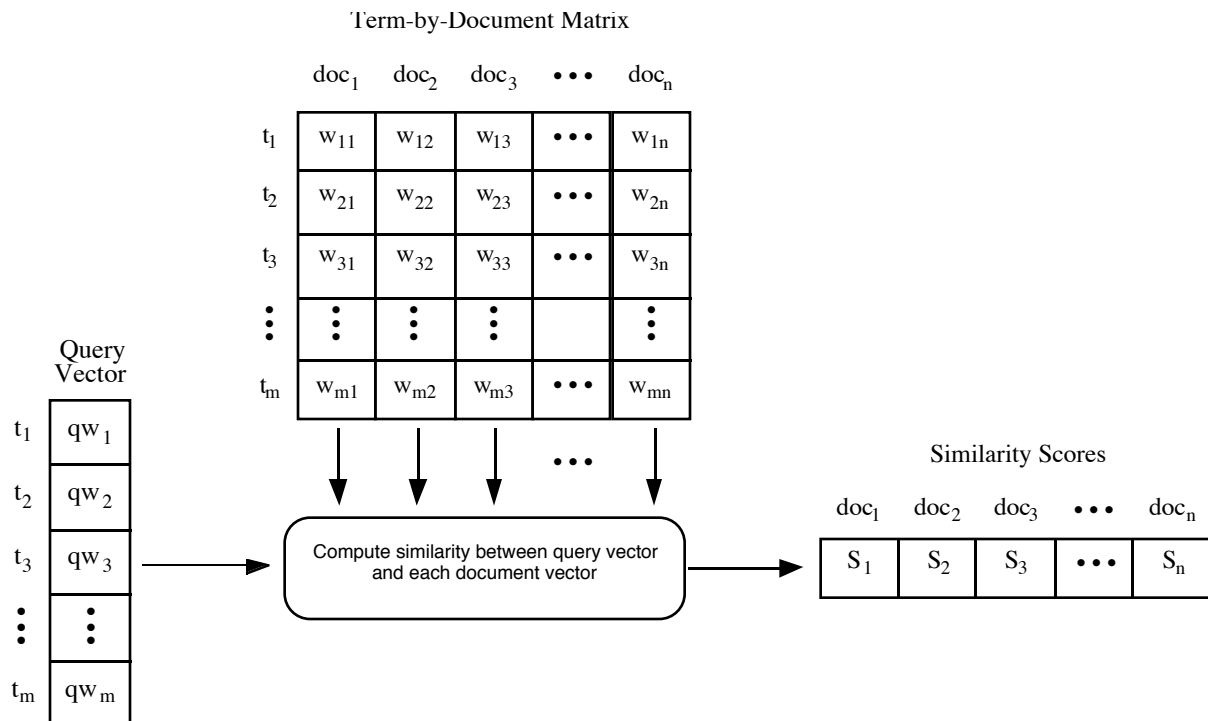 Term-by-Document Matrix
doc₁ doc₂ doc₃ ••• docₙ
t₁ w₁₁ w₁₂ w₁₃ ••• w₁ₙ
t₂ w₂₁ w₂₂ w₂₃ ••• w₂ₙ
t₃ w₃₁ w₃₂ w₃₃ ••• w₃ₙ
⋮ ⋮ ⋮ ⋮ ⋮
tₘ wₘ₁ wₘ₂ wₘ₃ ••• wₘₙ
•••
Query
Vector
t₁ qw₁
t₂ qw₂
t₃ qw₃
⋮ ⋮
tₘ qwₘ
Compute similarity between query vector
and each document vector
Similarity Scores
doc₁ doc₂ doc₃ ••• docₙ
S₁ S₂ S₃ ••• Sₙ